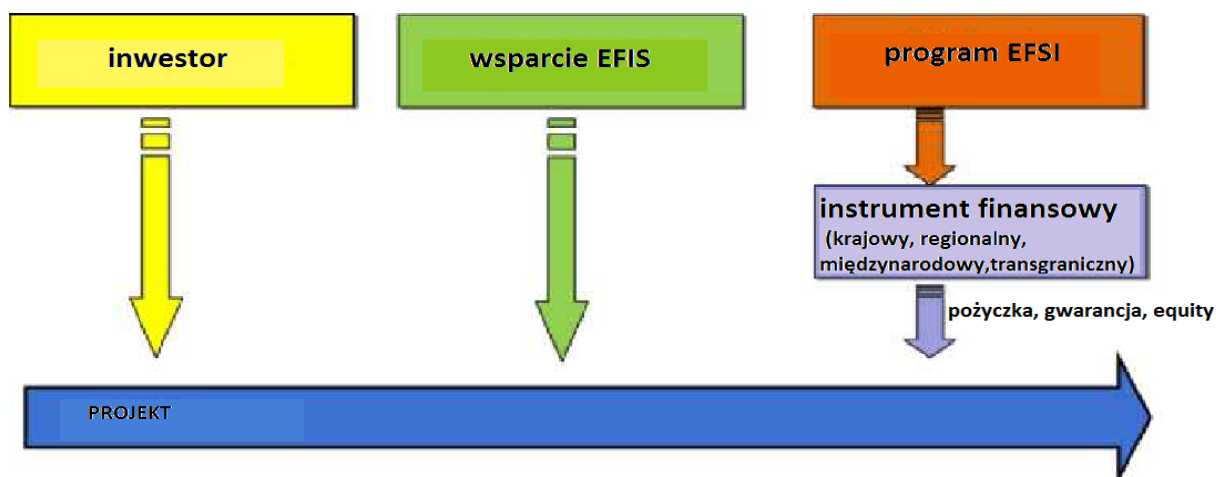 inwestor
wsparcie EFIS
program EFSI
instrument finansowy
(krajowy, regionalny,
międzynarodowy,transgraniczny)
pożyczka, gwarancja, equity
PROJEKT